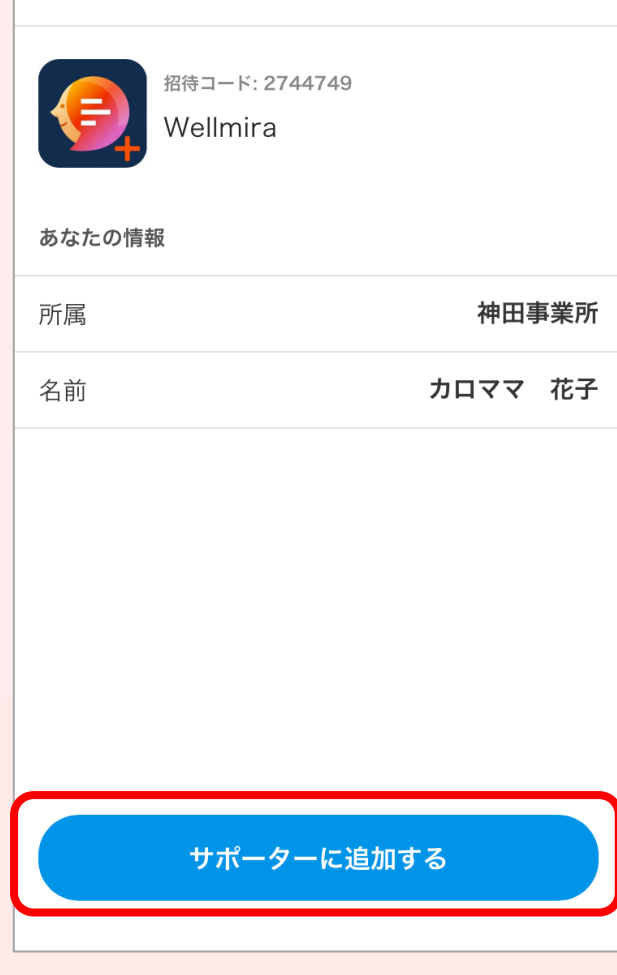 招待コード: 2744749
Wellmira
あなたの情報
所属 神田事業所
名前 カロママ　花子
サポーターに追加する